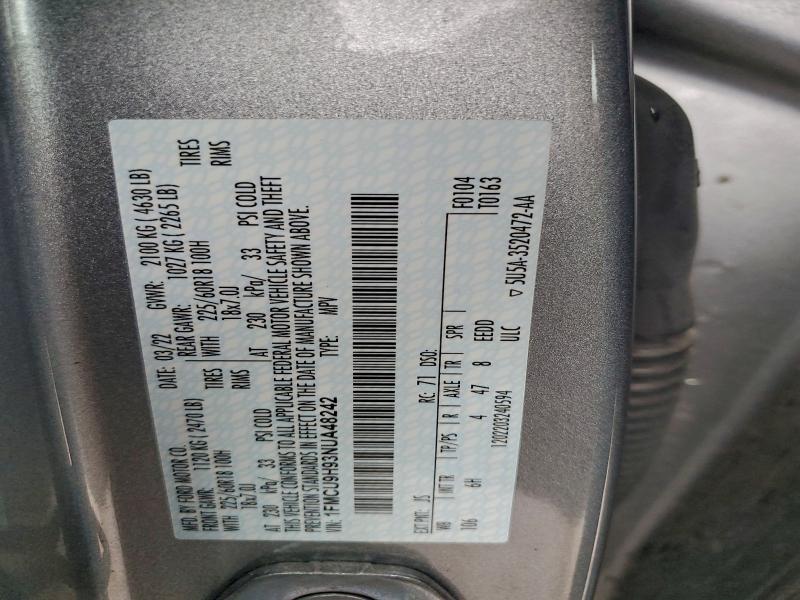 MFD. BY FORD MOTOR CO.
DATE: 03/22 GVWR: 2100 KG ( 4630 LB)
FRONT GAWR: 1120 KG ( 2470 LB) REAR GAWR: 1027 KG ( 2265 LB)
WITH 225/60R18 100H TIRES WITH 225/60R18 100H TIRES
18x7.0J RIMS 18x7.0J RIMS
AT 230 kPa/ 33 PSI COLD AT 230 kPa/ 33 PSI COLD
THIS VEHICLE CONFORMS TO ALL APPLICABLE FEDERAL MOTOR VEHICLE SAFETY AND THEFT
PREVENTION STANDARDS IN EFFECT ON THE DATE OF MANUFACTURE SHOWN ABOVE.
VIN: 1FMCU9H93NUA48242 TYPE: MPV
EXT PNT: JS RC: 71 DSO: F0104
WB INT TR TP/PS R AXLE TR SPR T0163
106 6H 4 47 8 EEDD
ULC
1202203240594 ▽ 5U5A-3520472-AA